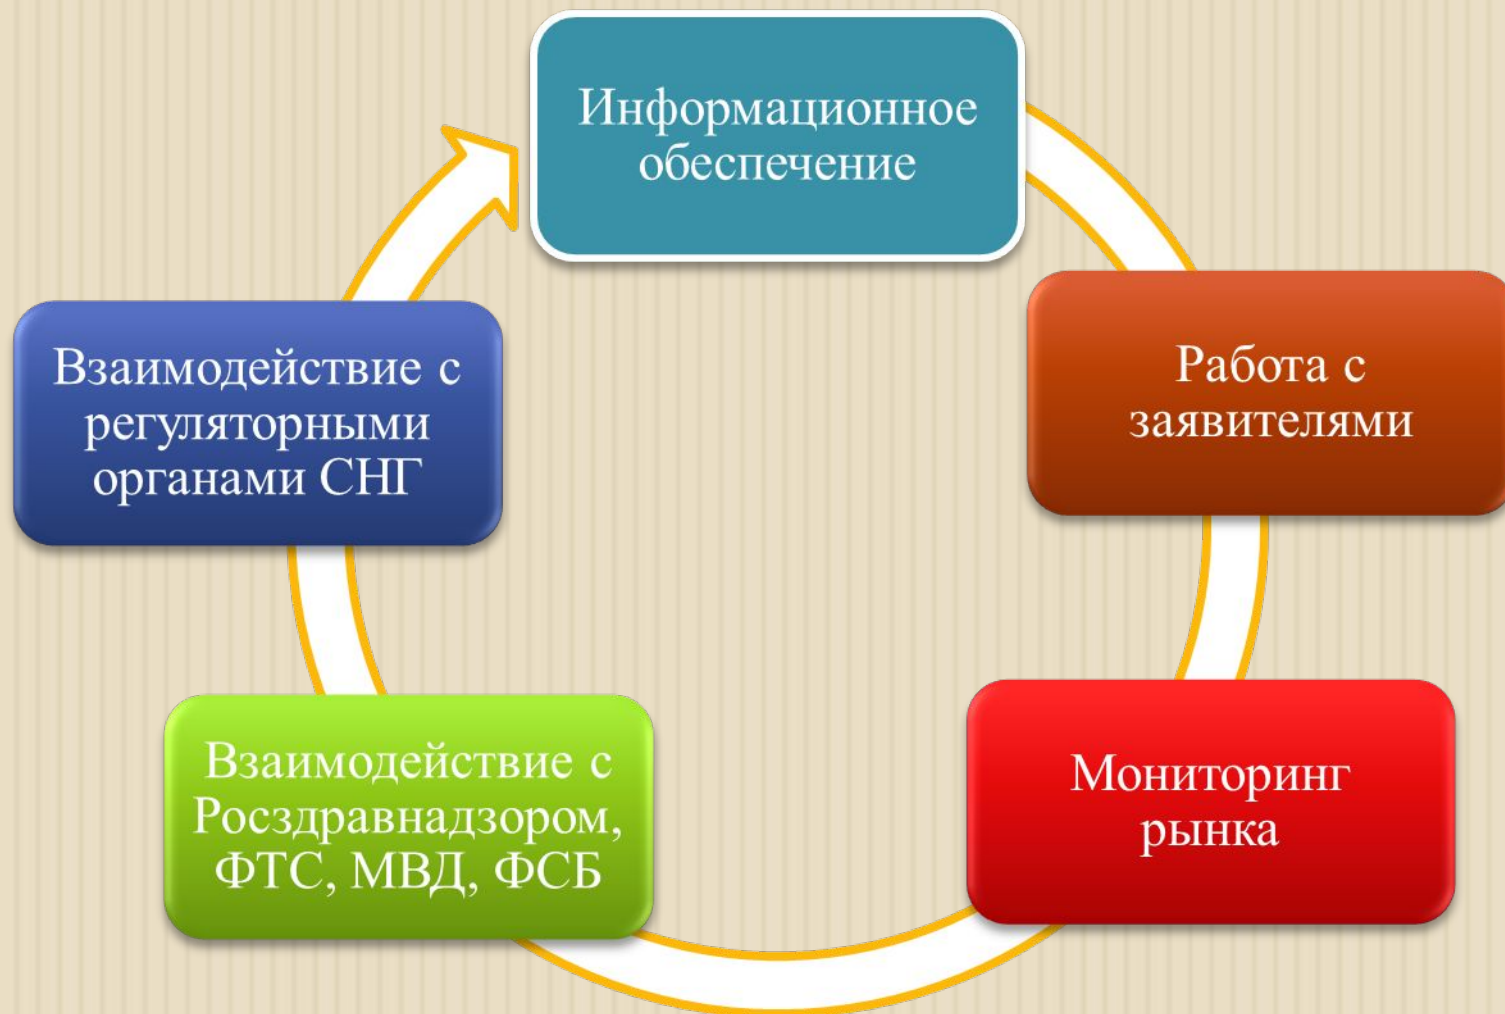 Информационное
обеспечение
Работа с
заявителями
Мониторинг
рынка
Взаимодействие с
Росздравнадзором,
ФТС, МВД, ФСБ
Взаимодействие с
регуляторными
органами СНГ